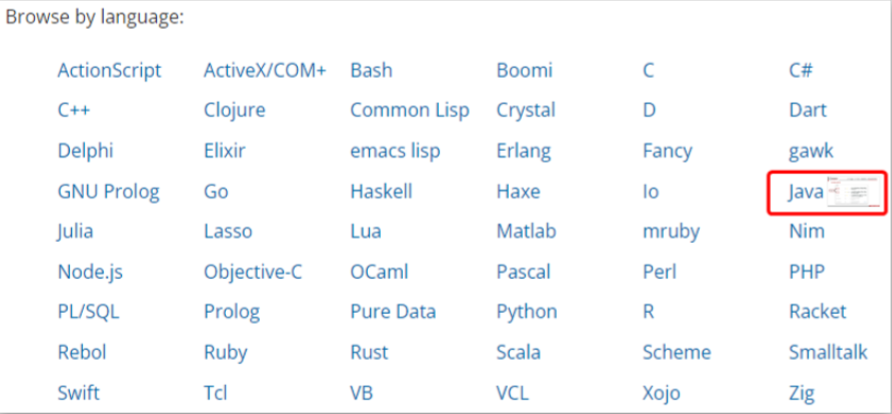 Browse by language:
ActionScript ActiveX/COM+ Bash Boomi C C#
C++ Clojure Common Lisp Crystal D Dart
Delphi Elixir emacs lisp Erlang Fancy gawk
GNU Prolog Go Haskell Haxe Io Java
Julia Lasso Lua Matlab mruby Nim
Node.js Objective-C OCaml Pascal Perl PHP
PL/SQL Prolog Pure Data Python R Racket
Rebol Ruby Rust Scala Scheme Smalltalk
Swift Tcl VB VCL Xojo Zig